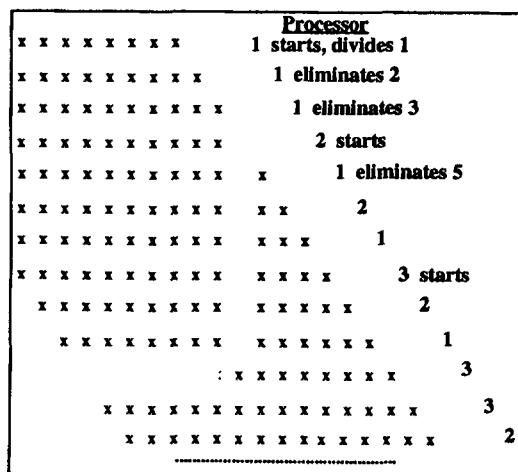 Processor
x x x x x x x x 1 starts, divides 1
x x x x x x x x x 1 eliminates 2
x x x x x x x x x x 1 eliminates 3
x x x x x x x x x x 2 starts
x x x x x x x x x x x 1 eliminates 5
x x x x x x x x x x x x 2
x x x x x x x x x x x x x 1
x x x x x x x x x x x x x x 3 starts
x x x x x x x x x x x x x x 2
x x x x x x x x x x x x x x 1
: x x x x x x x x 3
x x x x x x x x x x x x x x x 3
x x x x x x x x x x x x x x x 2